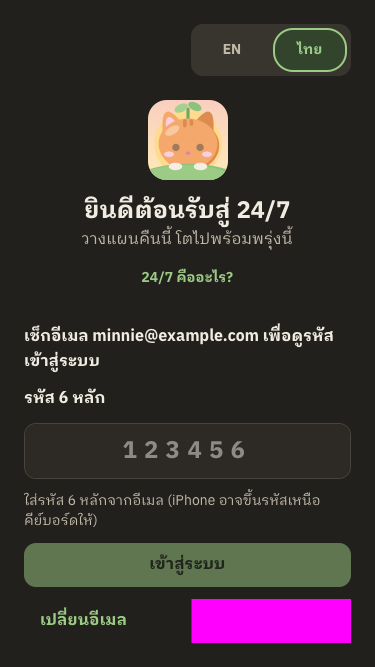 EN
ไทย
ยินดีต้อนรับสู่ 24/7
วางแผนคืนนี้ โตไปพร้อมพรุ่งนี้
24/7 คืออะไร?
เช็กอีเมล minnie@example.com เพื่อดูรหัส
เข้าสู่ระบบ
รหัส 6 หลัก
123456
ใส่รหัส 6 หลักจากอีเมล (iPhone อาจขึ้นรหัสเหนือ
คีย์บอร์ดให้)
เข้าสู่ระบบ
เปลี่ยนอีเมล